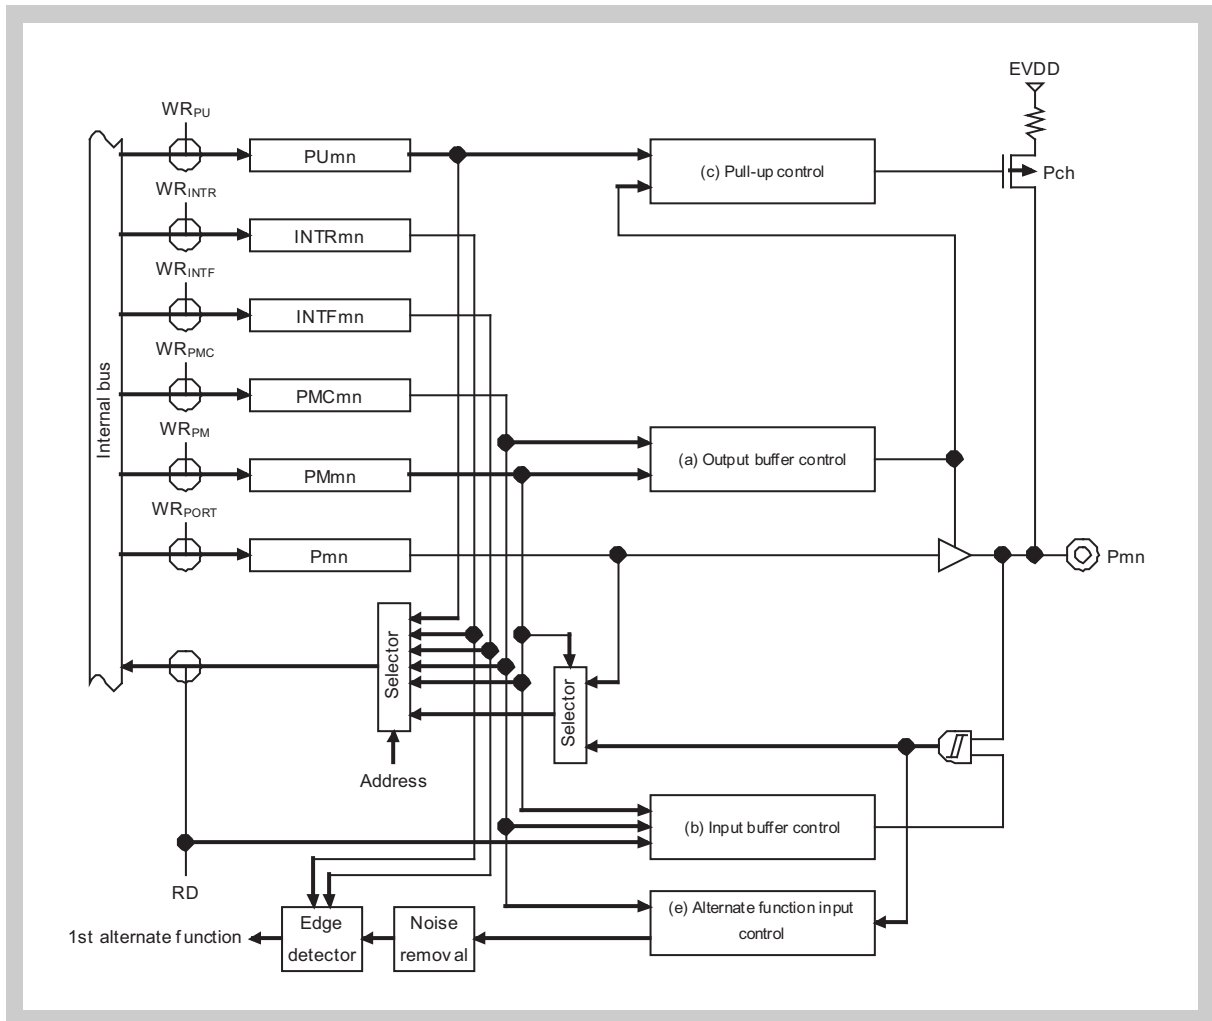 EVDD
WRPU
PUmn
(c) Pull-up control
Pch
WRINTR
INTRmn
WRINTF
INTFmn
WRPMC
Internal bus
PMCmn
WRPM
(a) Output buffer control
PMmn
WRPORT
Pmn
Pmn
Selector
Selector
Address
(b) Input buffer control
RD
(e) Alternate function input
control
1st alternate function
Edge
detector
Noise
removal